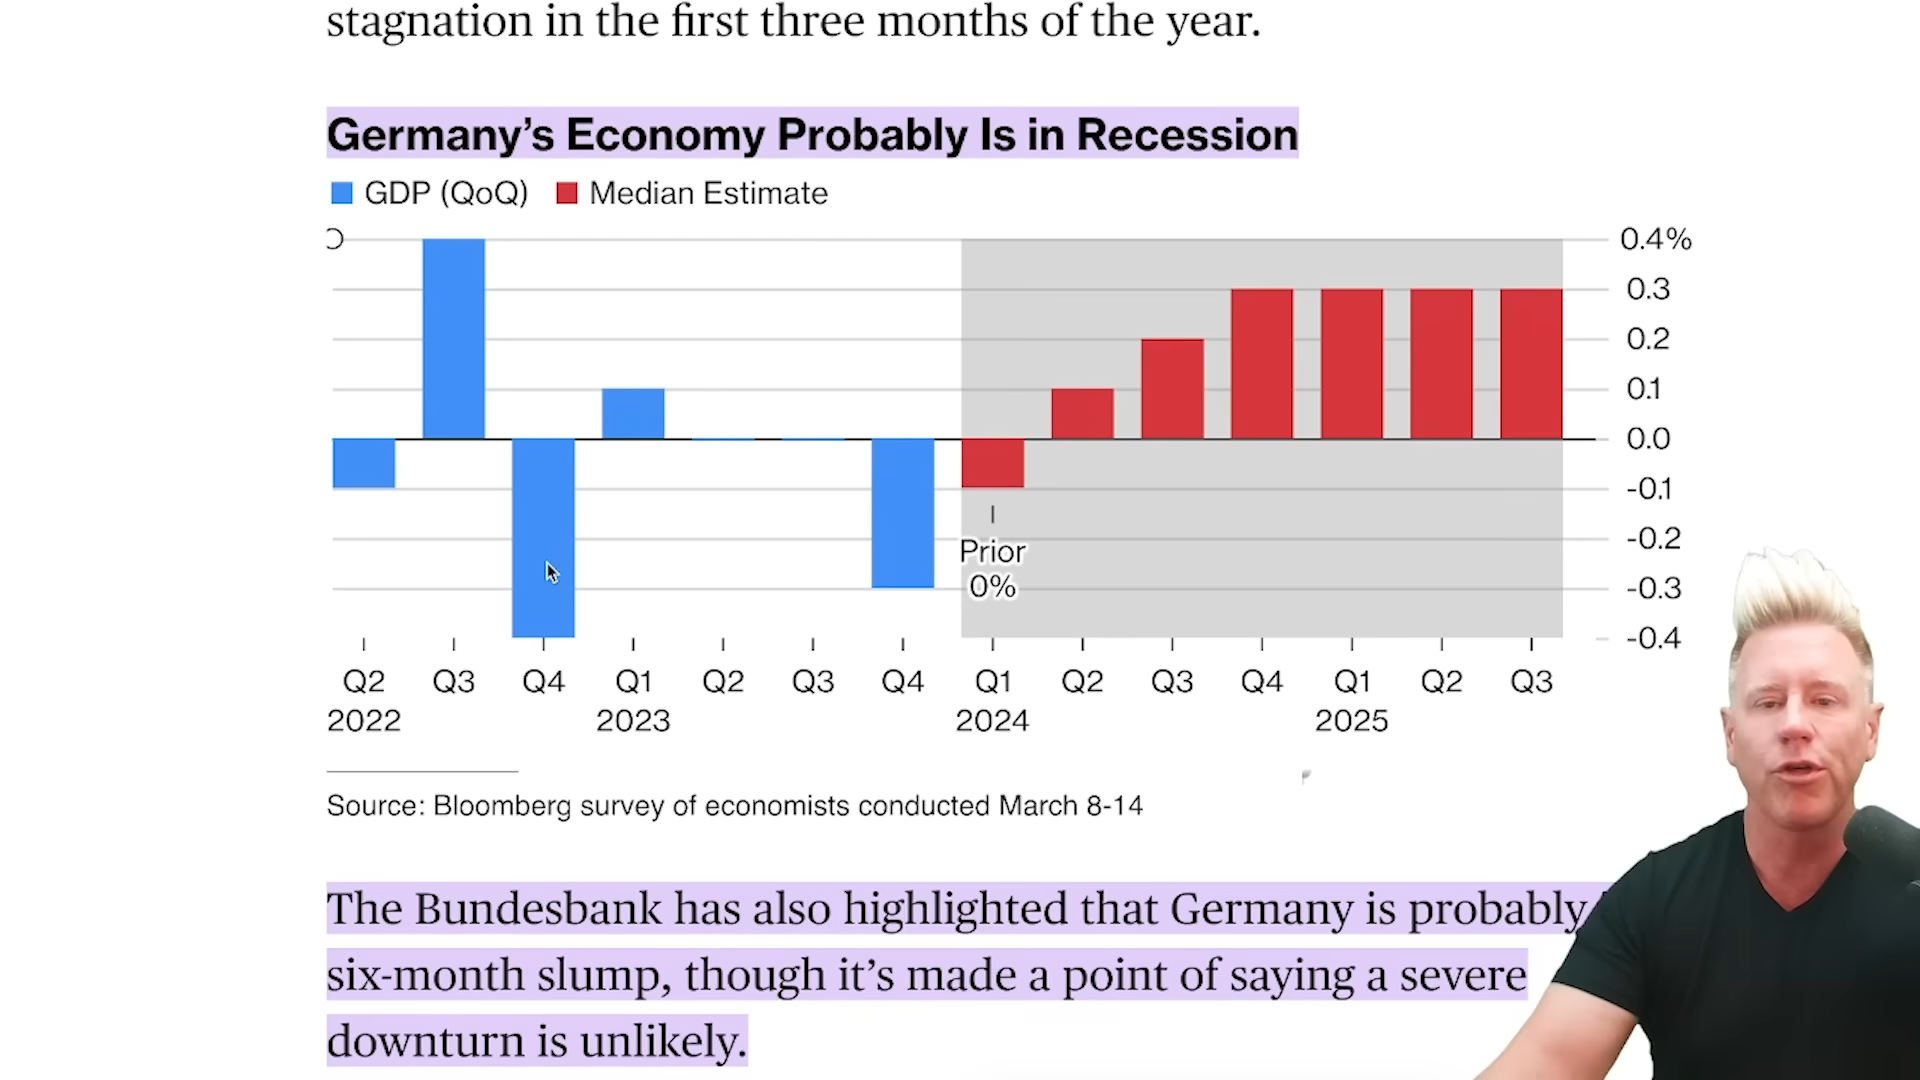 stagnation in the first three months of the year.
Germany’s Economy Probably Is in Recession
GDP (QoQ) Median Estimate
0.4%
0.3
0.2
0.1
0.0
-0.1
-0.2
-0.3
-0.4
Prior
0%
Q2 Q3 Q4 Q1 Q2 Q3 Q4 Q1 Q2 Q3 Q4 Q1 Q2 Q3
2022 2023 2024 2025
Source: Bloomberg survey of economists conducted March 8-14
The Bundesbank has also highlighted that Germany is probably
six-month slump, though it’s made a point of saying a severe
downturn is unlikely.